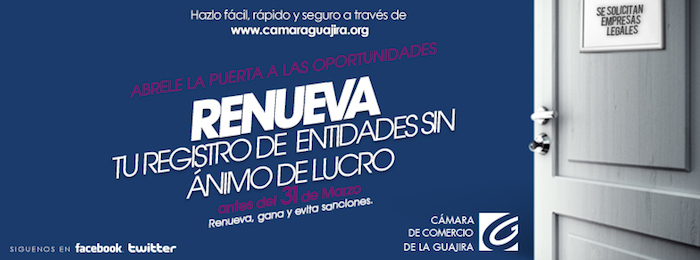 Hazlo fácil, rápido y seguro a través de
www.camaraguajira.org
ABRELE LA PUERTA A LAS OPORTUNIDADES
RENUEVA
TU REGISTRO DE ENTIDADES SIN
ÁNIMO DE LUCRO
antes del 31 de Marzo
Renueva, gana y evita sanciones.
SE SOLICITAN
EMPRESAS
LEGALES
CÁMARA
DE COMERCIO
DE LA GUAJIRA
SIGUENOS EN facebook twitter